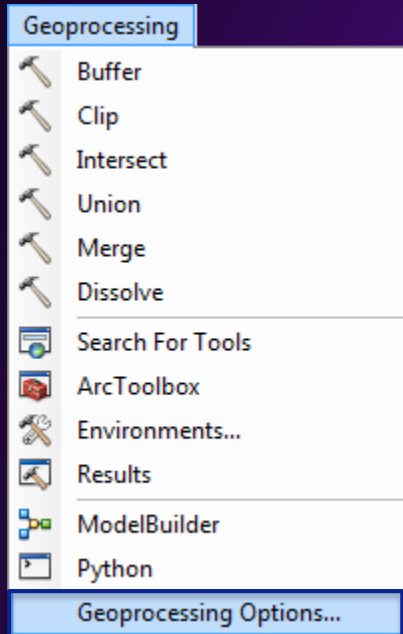 Geoprocessing
Buffer
Clip
Intersect
Union
Merge
Dissolve
Search For Tools
ArcToolbox
Environments...
Results
ModelBuilder
Python
Geoprocessing Options...